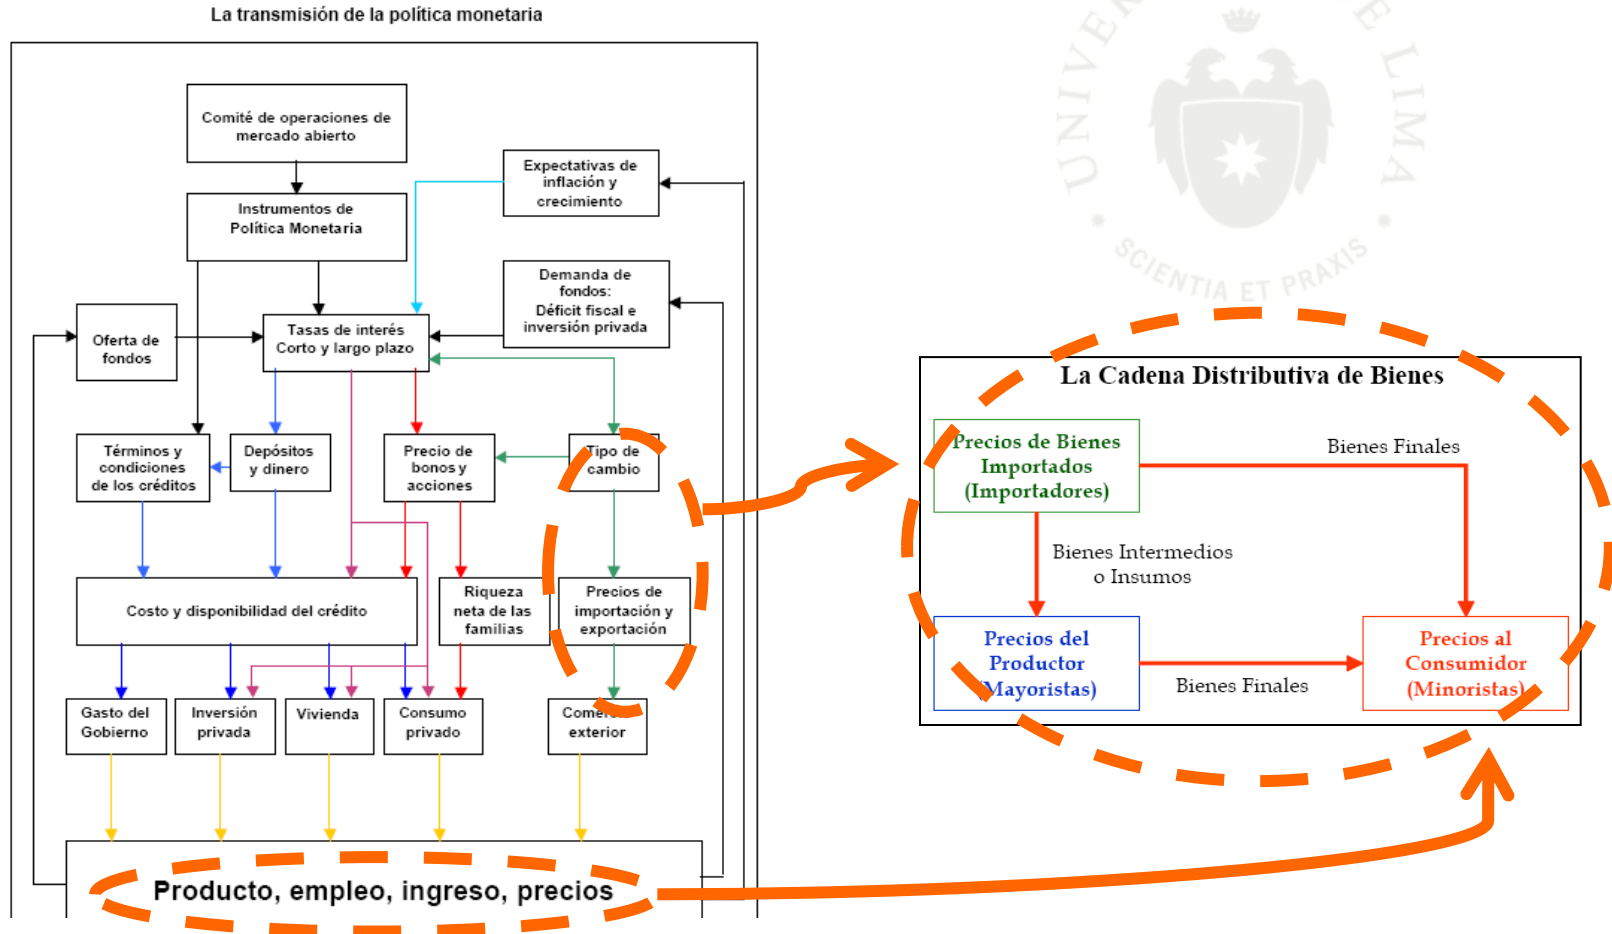 La transmisión de la política monetaria
Comité de operaciones de
mercado abierto
Expectativas de
inflación y
crecimiento
Instrumentos de
Política Monetaria
Demanda de
fondos:
Déficit fiscal e
inversión privada
Oferta de
fondos
Tasas de interés
Corto y largo plazo
Términos y
condiciones
de los créditos
Depósitos
y dinero
Precio de
bonos y
acciones
Tipo de
cambio
Costo y disponibilidad del crédito
Riqueza
neta de las
familias
Precios de
importación y
exportación
Gasto del
Gobierno
Inversión
privada
Vivienda
Consumo
privado
Comercio
exterior
Producto, empleo, ingreso, precios
UNIVERSIDAD DE LIMA
SCIENTIA ET PRAXIS
La Cadena Distributiva de Bienes
Precios de Bienes
Importados
(Importadores)
Bienes Finales
Bienes Intermedios
o Insumos
Precios del
Productor
(Mayoristas)
Bienes Finales
Precios al
Consumidor
(Minoristas)